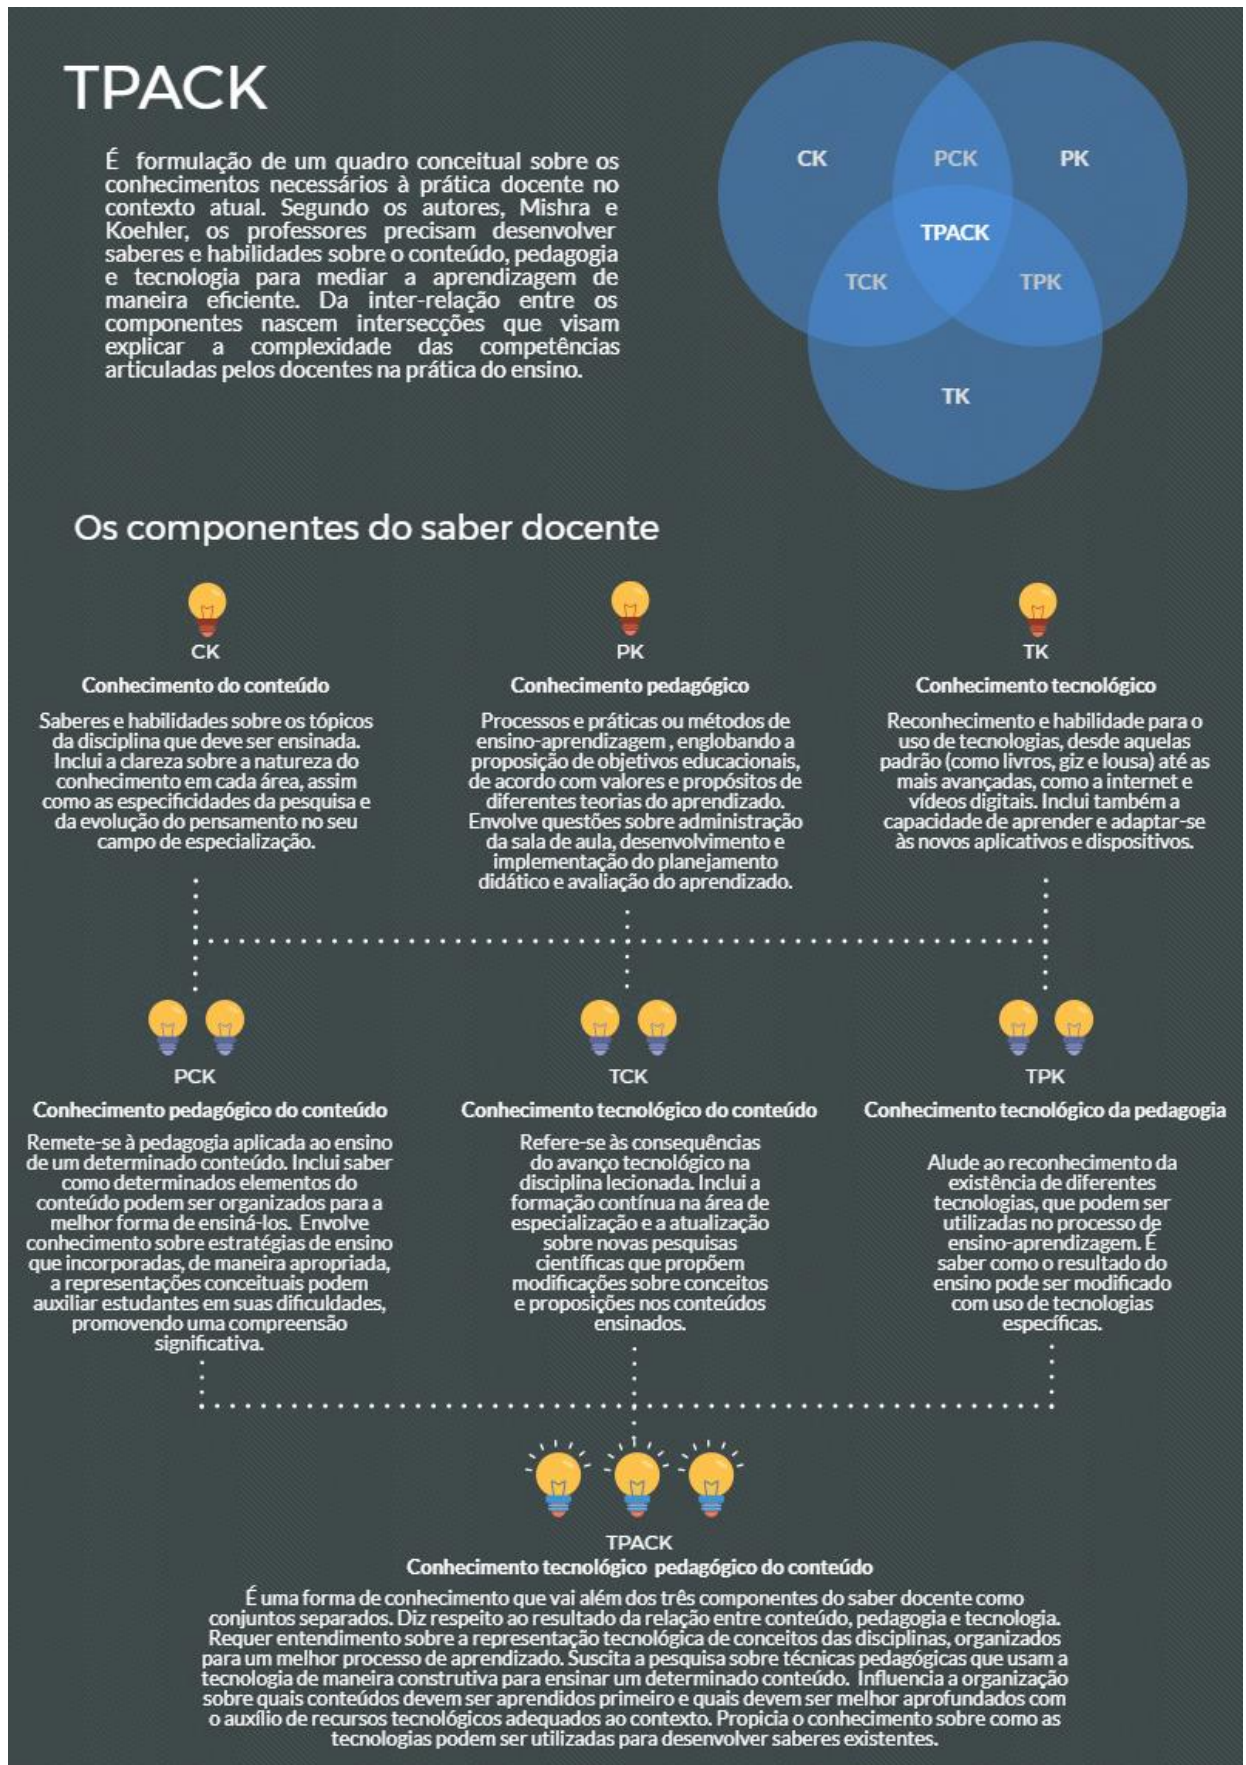 TPACK
É formulação de um quadro conceitual sobre os
conhecimentos necessários à prática docente no
contexto atual. Segundo os autores, Mishra e
Koehler, os professores precisam desenvolver
saberes e habilidades sobre o conteúdo, pedagogia
e tecnologia para mediar a aprendizagem de
maneira eficiente. Da inter-relação entre os
componentes nascem intersecções que visam
explicar a complexidade das competências
articuladas pelos docentes na prática do ensino.
CK
PCK
PK
TPACK
TCK
TPK
TK
Os componentes do saber docente
CK
Conhecimento do conteúdo
Saberes e habilidades sobre os tópicos
da disciplina que deve ser ensinada.
Inclui a clareza sobre a natureza do
conhecimento em cada área, assim
como as especificidades da pesquisa e
da evolução do pensamento no seu
campo de especialização.
PK
Conhecimento pedagógico
Processos e práticas ou métodos de
ensino-aprendizagem , englobando a
proposição de objetivos educacionais,
de acordo com valores e propósitos de
diferentes teorias do aprendizado.
Envolve questões sobre administração
da sala de aula, desenvolvimento e
implementação do planejamento
didático e avaliação do aprendizado.
TK
Conhecimento tecnológico
Reconhecimento e habilidade para o
uso de tecnologias, desde aquelas
padrão (como livros, giz e lousa) até as
mais avançadas, como a internet e
vídeos digitais. Inclui também a
capacidade de aprender e adaptar-se
às novos aplicativos e dispositivos.
PCK
Conhecimento pedagógico do conteúdo
Remete-se à pedagogia aplicada ao ensino
de um determinado conteúdo. Inclui saber
como determinados elementos do
conteúdo podem ser organizados para a
melhor forma de ensiná-los. Envolve
conhecimento sobre estratégias de ensino
que incorporadas, de maneira apropriada,
a representações conceituais podem
auxiliar estudantes em suas dificuldades,
promovendo uma compreensão
significativa.
TCK
Conhecimento tecnológico do conteúdo
Refere-se às consequências
do avanço tecnológico na
disciplina lecionada. Inclui a
formação contínua na área de
especialização e a atualização
sobre novas pesquisas
científicas que propõem
modificações sobre conceitos
e proposições nos conteúdos
ensinados.
TPK
Conhecimento tecnológico da pedagogia
Alude ao reconhecimento da
existência de diferentes
tecnologias, que podem ser
utilizadas no processo de
ensino-aprendizagem. É
saber como o resultado do
ensino pode ser modificado
com uso de tecnologias
específicas.
TPACK
Conhecimento tecnológico pedagógico do conteúdo
É uma forma de conhecimento que vai além dos três componentes do saber docente como
conjuntos separados. Diz respeito ao resultado da relação entre conteúdo, pedagogia e tecnologia.
Requer entendimento sobre a representação tecnológica de conceitos das disciplinas, organizados
para um melhor processo de aprendizado. Suscita a pesquisa sobre técnicas pedagógicas que usam a
tecnologia de maneira construtiva para ensinar um determinado conteúdo. Influencia a organização
sobre quais conteúdos devem ser aprendidos primeiro e quais devem ser melhor aprofundados com
o auxílio de recursos tecnológicos adequados ao contexto. Propicia o conhecimento sobre como as
tecnologias podem ser utilizadas para desenvolver saberes existentes.